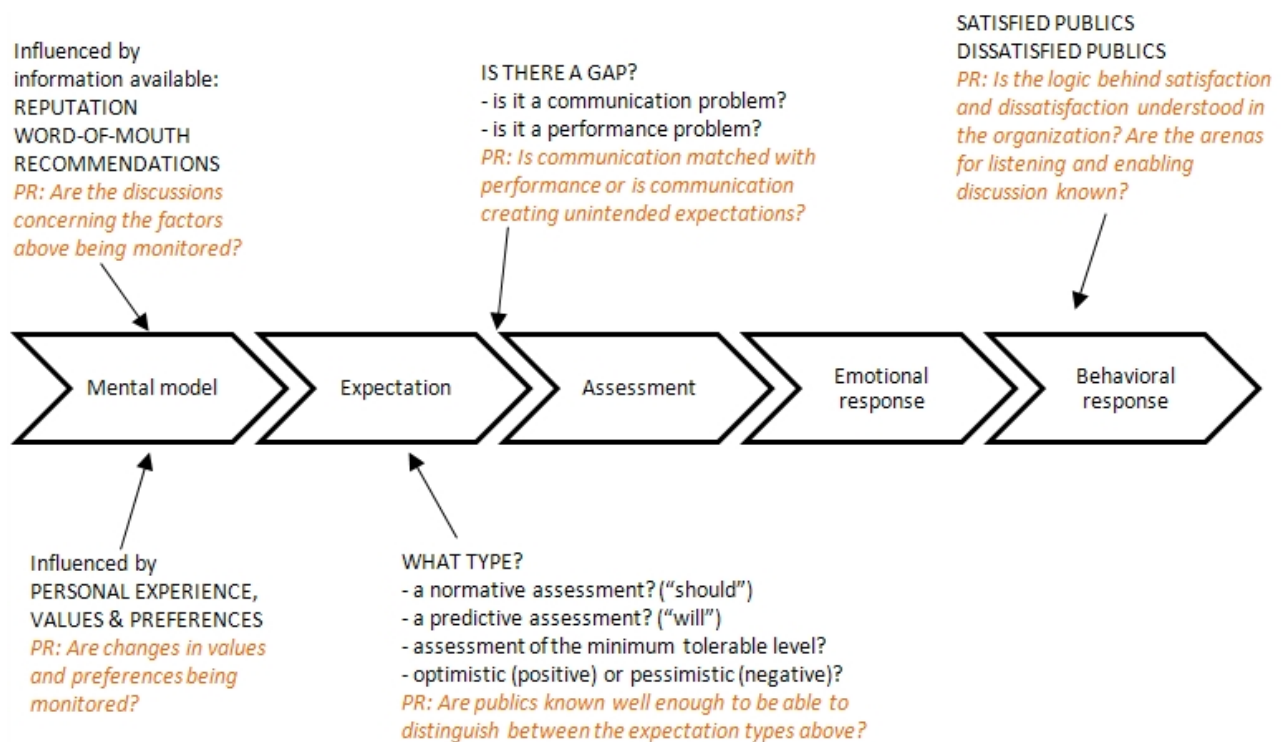 Influenced by
information available:
REPUTATION
WORD-OF-MOUTH
RECOMMENDATIONS
PR: Are the discussions
concerning the factors
above being monitored?
IS THERE A GAP?
- is it a communication problem?
- is it a performance problem?
PR: Is communication matched with
performance or is communication
creating unintended expectations?
SATISFIED PUBLICS
DISSATISFIED PUBLICS
PR: Is the logic behind satisfaction
and dissatisfaction understood in
the organization? Are the arenas
for listening and enabling
discussion known?
Mental model
Expectation
Assessment
Emotional
response
Behavioral
response
Influenced by
PERSONAL EXPERIENCE,
VALUES & PREFERENCES
PR: Are changes in values
and preferences being
monitored?
WHAT TYPE?
- a normative assessment? (“should”)
- a predictive assessment? (“will”)
- assessment of the minimum tolerable level?
- optimistic (positive) or pessimistic (negative)?
PR: Are publics known well enough to be able to
distinguish between the expectation types above?